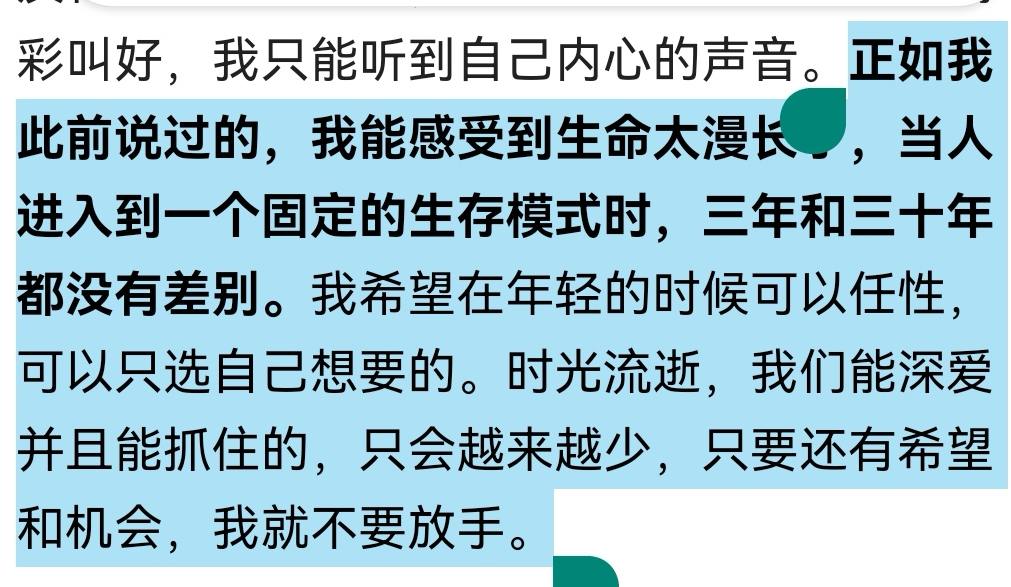 彩叫好，我只能听到自己内心的声音。正如我
此前说过的，我能感受到生命太漫长，当人
进入到一个固定的生存模式时，三年和三十年
都没有差别。我希望在年轻的时候可以任性，
可以只选自己想要的。时光流逝，我们能深爱
并且能抓住的，只会越来越少，只要还有希望
和机会，我就不要放手。